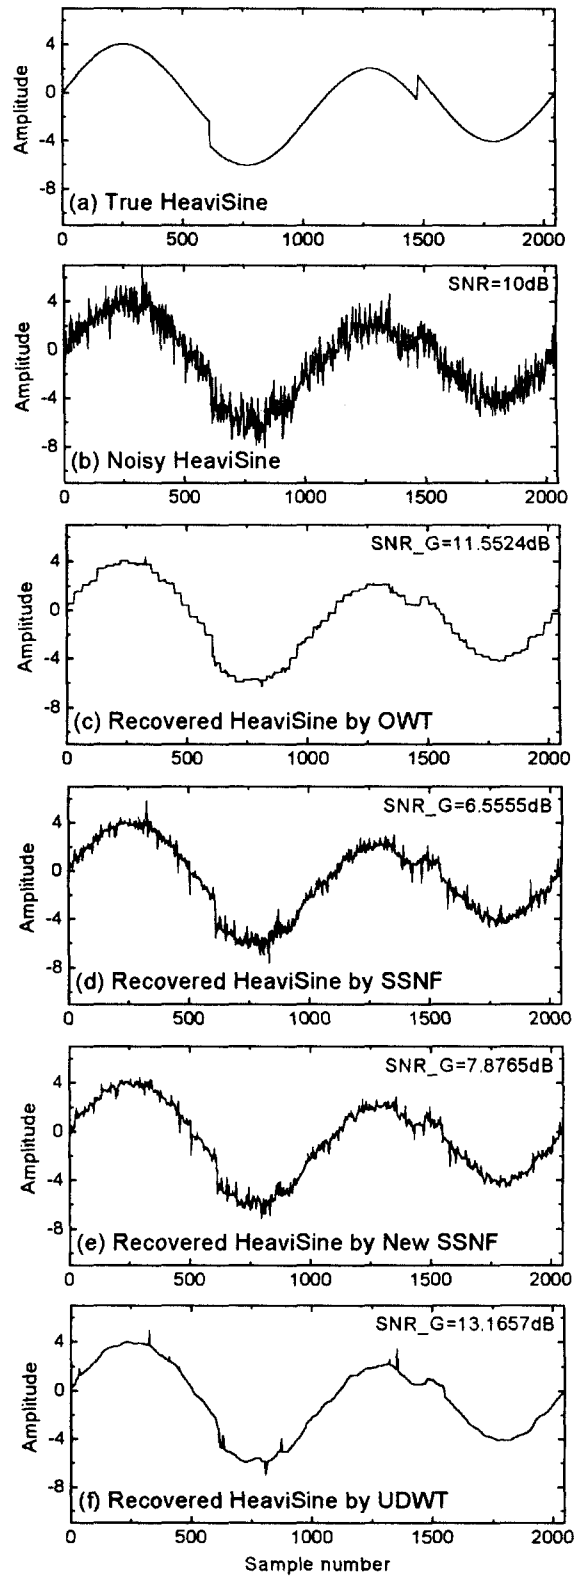 4
0
-4
-8
Amplitude
(a) True HeaviSine
0 500 1000 1500 2000
SNR=10dB
4
0
-4
-8
Amplitude
(b) Noisy HeaviSine
0 500 1000 1500 2000
SNR_G=11.5524dB
4
0
-4
-8
Amplitude
(c) Recovered HeaviSine by OWT
0 500 1000 1500 2000
SNR_G=6.5555dB
4
0
-4
-8
Amplitude
(d) Recovered HeaviSine by SSNF
0 500 1000 1500 2000
SNR_G=7.8765dB
4
0
-4
-8
Amplitude
(e) Recovered HeaviSine by New SSNF
0 500 1000 1500 2000
SNR_G=13.1657dB
4
0
-4
-8
Amplitude
(f) Recovered HeaviSine by UDWT
0 500 1000 1500 2000
Sample number